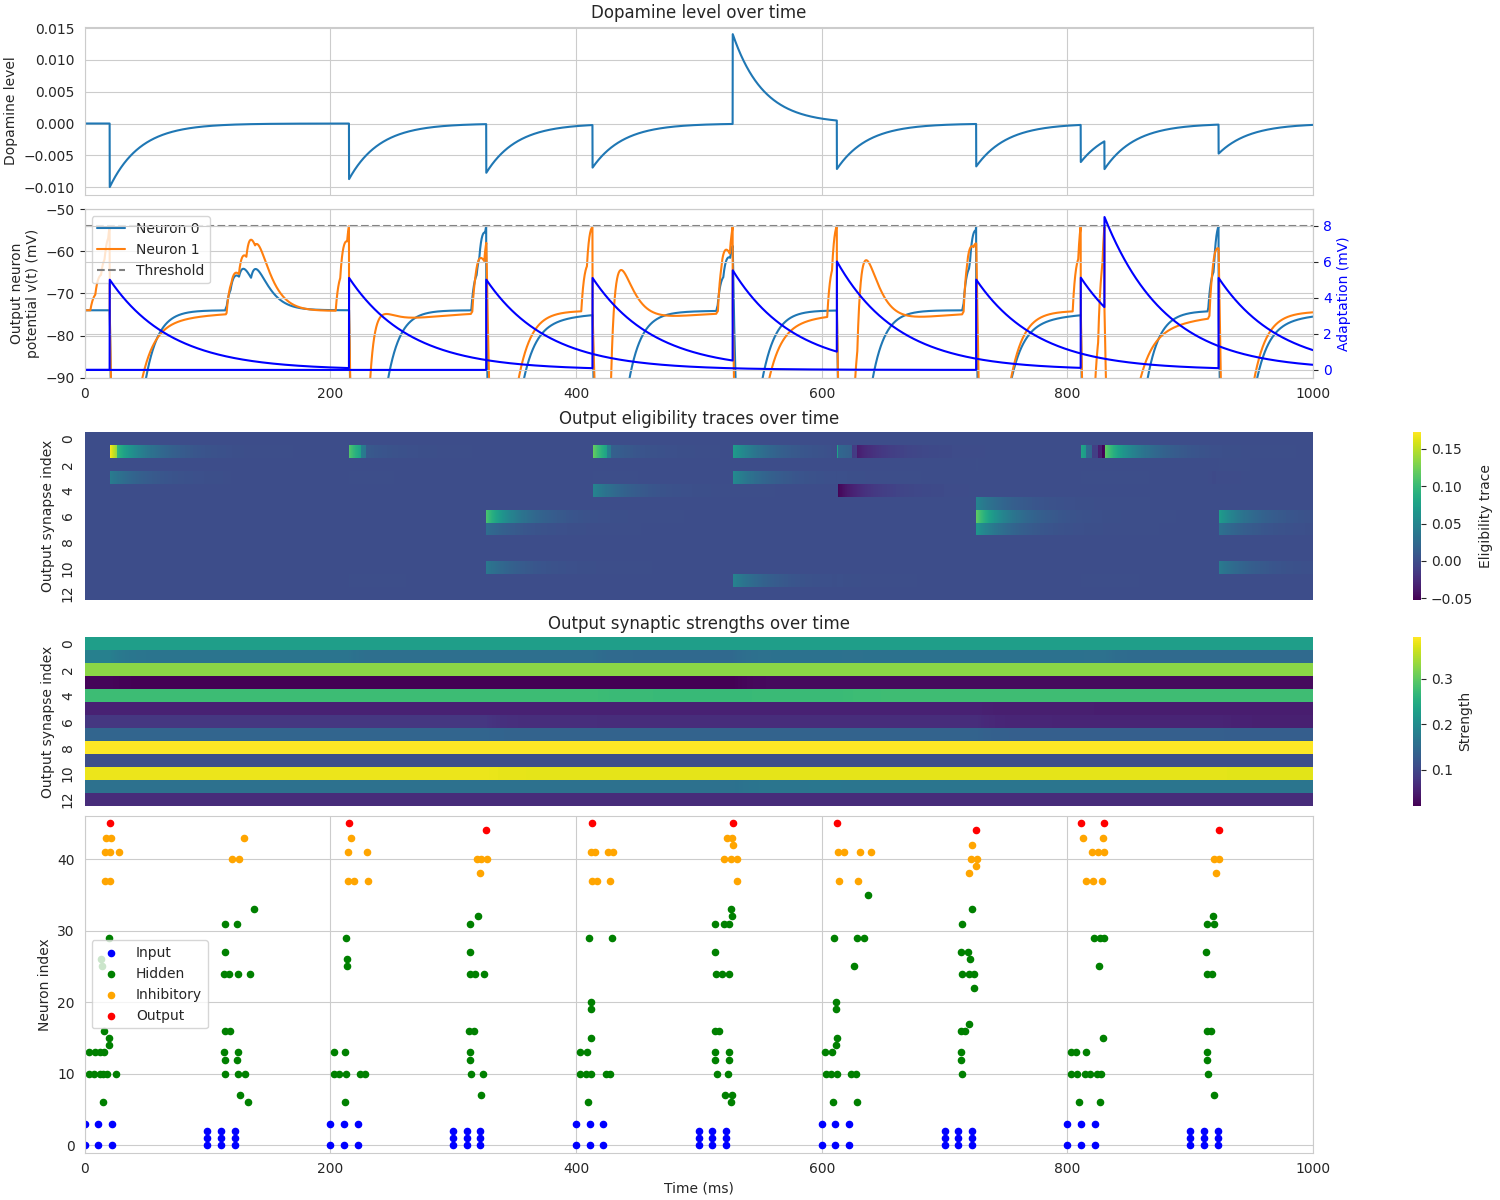 Dopamine level over time
Dopamine level
0.015
0.010
0.005
0.000
−0.005
−0.010
Output neuron
potential v(t) (mV)
−50
−60
−70
−80
−90
Neuron 0
Neuron 1
Threshold
8
6
4
2
0
Adaptation (mV)
0
200
400
600
800
1000
Output eligibility traces over time
Output synapse index
0
2
4
6
8
10
12
0.15
0.10
0.05
0.00
−0.05
Eligibility trace
Output synaptic strengths over time
Output synapse index
0
2
4
6
8
10
12
0.3
0.2
0.1
Strength
Neuron index
40
30
20
10
0
Input
Hidden
Inhibitory
Output
0
200
400
600
800
1000
Time (ms)